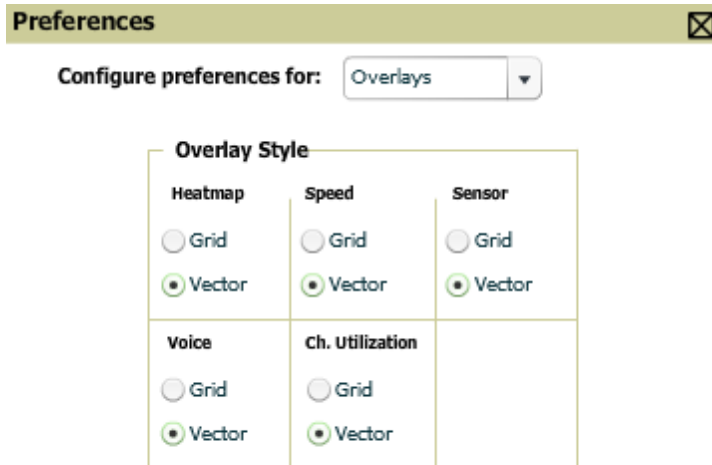 Preferences
Configure preferences for: Overlays
Overlay Style
Heatmap Speed Sensor
Grid Grid Grid
Vector Vector Vector
Voice Ch. Utilization
Grid Grid
Vector Vector